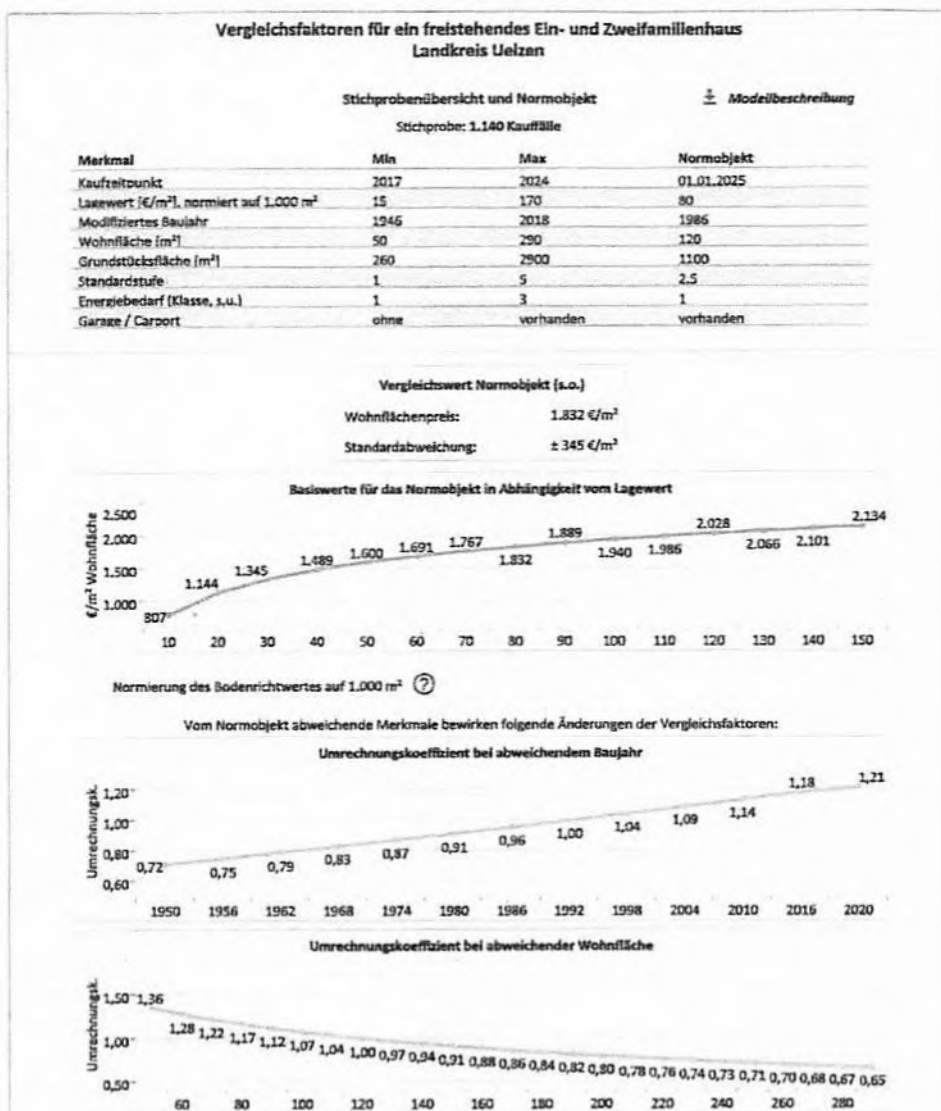 Vergleichsfaktoren für ein freistehendes Ein- und Zweifamilienhaus
Landkreis Uelzen
Stichprobenübersicht und Normobjekt
Modellbeschreibung
Stichprobe: 1.140 Kauffälle
Merkmal Min Max Normobjekt
Kaufzeitpunkt 2017 2024 01.01.2025
Lagewert [€/m²], normiert auf 1.000 m² 15 170 80
Modifiziertes Baujahr 1946 2018 1986
Wohnfläche [m²] 50 290 120
Grundstücksfläche [m²] 260 2900 1100
Standardstufe 1 5 2.5
Energiebedarf (Klasse, s.u.) 1 3 1
Garage / Carport ohne vorhanden vorhanden
Vergleichswert Normobjekt (s.o.)
Wohnflächenpreis: 1.832 €/m²
Standardabweichung: ± 345 €/m²
Basiswerte für das Normobjekt in Abhängigkeit vom Lagewert
€/m² Wohnfläche
2.500
2.000
1.500
1.000
807 1.144 1.345 1.489 1.600 1.691 1.767 1.832 1.889 1.940 1.986 2.028 2.066 2.101 2.134
10 20 30 40 50 60 70 80 90 100 110 120 130 140 150
Normierung des Bodenrichtwertes auf 1.000 m² ?
Vom Normobjekt abweichende Merkmale bewirken folgende Änderungen der Vergleichsfaktoren:
Umrechnungskoeffizient bei abweichendem Baujahr
Umrechnungsk.
1,20
1,00
0,80
0,60
0,72 0,75 0,79 0,83 0,87 0,91 0,96 1,00 1,04 1,09 1,14 1,18 1,21
1950 1956 1962 1968 1974 1980 1986 1992 1998 2004 2010 2016 2020
Umrechnungskoeffizient bei abweichender Wohnfläche
Umrechnungsk.
1,50
1,00
0,50
1,36 1,28 1,22 1,17 1,12 1,07 1,04 1,00 0,97 0,94 0,91 0,88 0,86 0,84 0,82 0,80 0,78 0,76 0,74 0,73 0,71 0,70 0,68 0,67 0,65
60 80 100 120 140 160 180 200 220 240 260 280